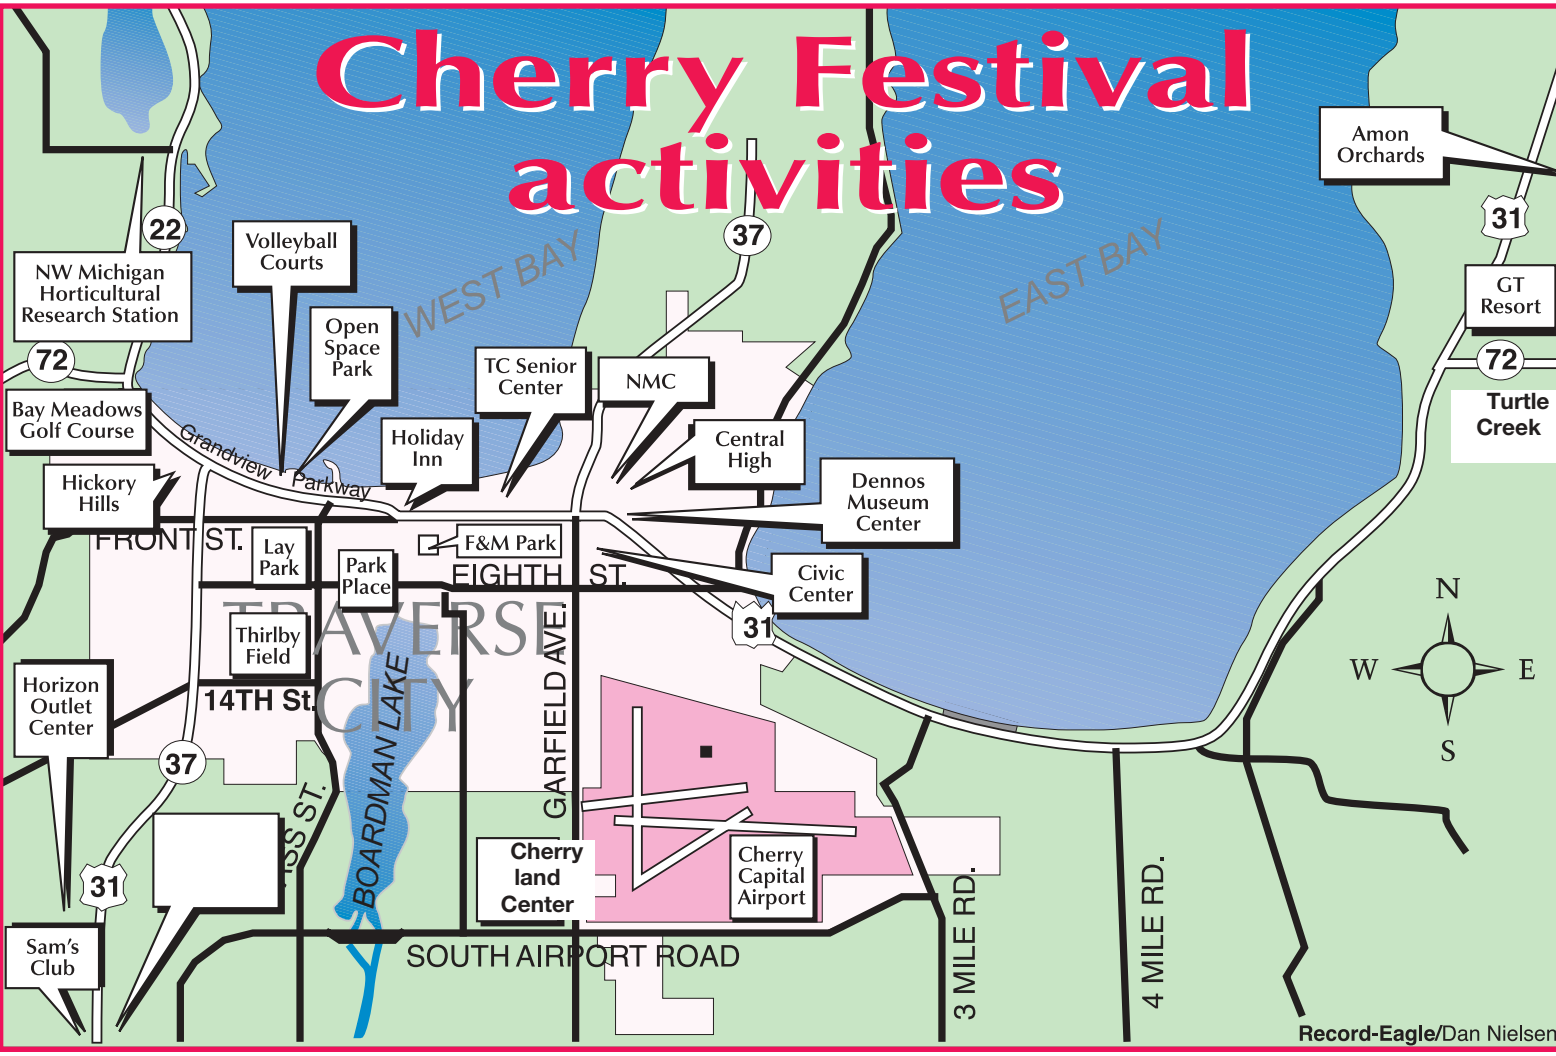 Cherry Festival
activities
Amon
Orchards
31
22
37
Volleyball
Courts
WEST BAY
EAST BAY
NW Michigan
Horticultural
Research Station
GT
Resort
Open
Space
Park
72
TC Senior
Center
NMC
72
Bay Meadows
Golf Course
Turtle
Creek
Grandview Parkway
Holiday
Inn
Central
High
Hickory
Hills
Dennos
Museum
Center
FRONT ST.
Lay
Park
F&M Park
Park
Place
EIGHTH ST.
Civic
Center
TRAVERSE
CITY
Thirlby
Field
31
N
W
E
S
14TH St.
Horizon
Outlet
Center
BOARDMAN LAKE
GARFIELD AVE.
37
SS ST.
31
Cherry
land
Center
Cherry
Capital
Airport
3 MILE RD.
4 MILE RD.
Sam's
Club
SOUTH AIRPORT ROAD
Record-Eagle/Dan Nielsen